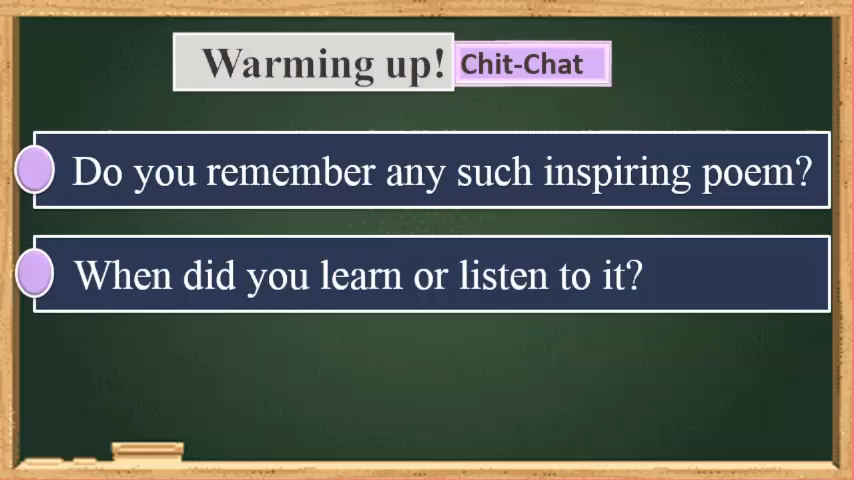 Warming up! Chit-Chat
Do you remember any such inspiring poem?
When did you learn or listen to it?